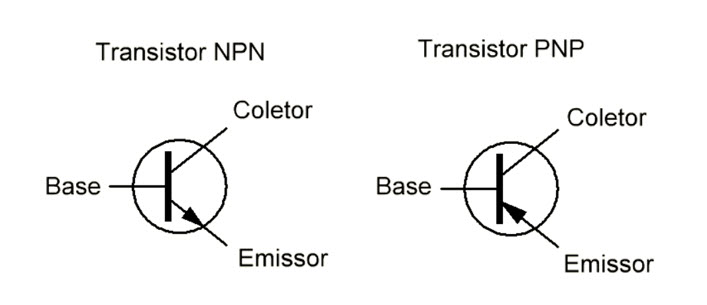 Transistor NPN
Coletor
Base
Emissor
Transistor PNP
Coletor
Base
Emissor